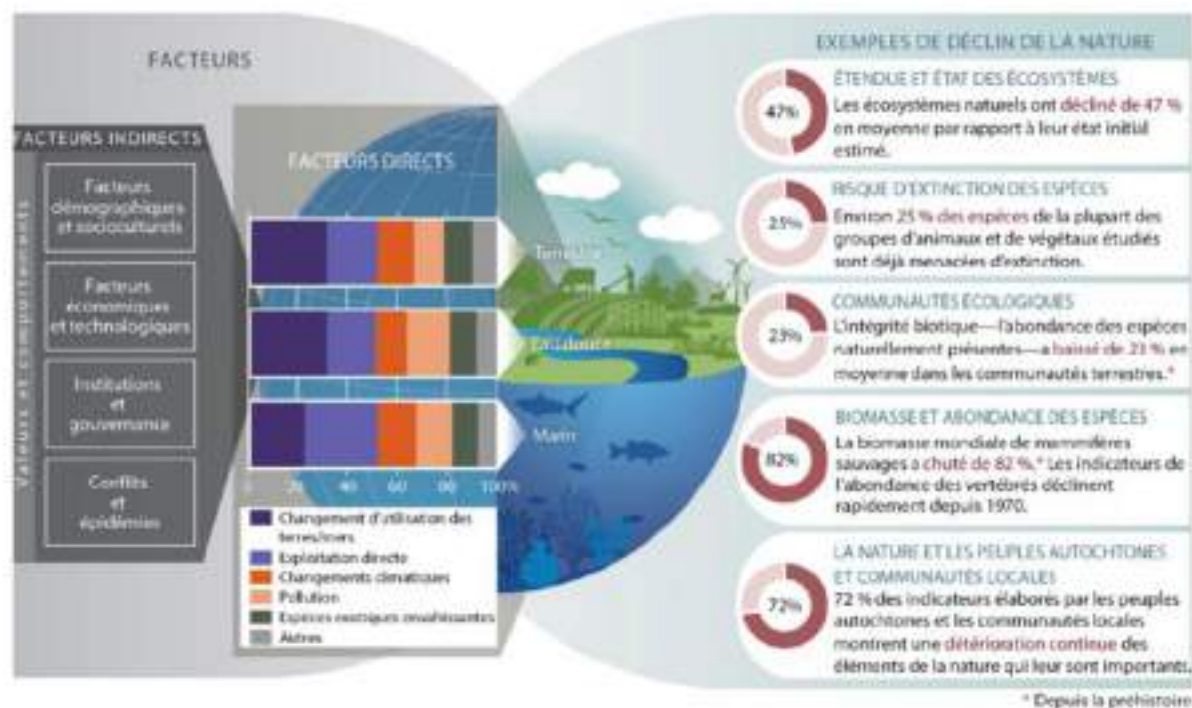 FACTEURS
FACTEURS INDIRECTS
Valeurs et comportements
Facteurs
démographiques
et socioculturels
Facteurs
économiques
et technologiques
Institutions
et
gouvernance
Conflits
et
épidémies
FACTEURS DIRECTS
Terrestre
Eau douce
Marin
0 20 40 60 80 100%
Changement d'utilisation des
terres/mers
Exploitation directe
Changements climatiques
Pollution
Espèces exotiques envahissantes
Autres
EXEMPLES DE DÉCLIN DE LA NATURE
47%
ÉTENDUE ET ÉTAT DES ÉCOSYSTÈMES
Les écosystèmes naturels ont décliné de 47 %
en moyenne par rapport à leur état initial
estimé.
25%
RISQUE D'EXTINCTION DES ESPÈCES
Environ 25 % des espèces de la plupart des
groupes d'animaux et de végétaux étudiés
sont déjà menacées d'extinction.
23%
COMMUNAUTÉS ÉCOLOGIQUES
L'intégrité biotique—l'abondance des espèces
naturellement présentes—a baissé de 23 % en
moyenne dans les communautés terrestres.*
82%
BIOMASSE ET ABONDANCE DES ESPÈCES
La biomasse mondiale de mammifères
sauvages a chuté de 82 %.* Les indicateurs de
l'abondance des vertébrés déclinent
rapidement depuis 1970.
72%
LA NATURE ET LES PEUPLES AUTOCHTONES
ET COMMUNAUTÉS LOCALES
72 % des indicateurs élaborés par les peuples
autochtones et les communautés locales
montrent une détérioration continue des
éléments de la nature qui leur sont importants.
* Depuis la préhistoire